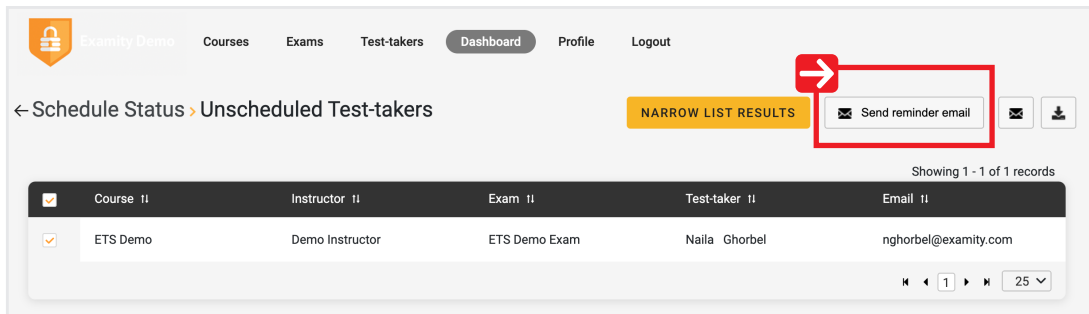 Examity Demo Courses Exams Test-takers Dashboard Profile Logout
Schedule Status › Unscheduled Test-takers NARROW LIST RESULTS Send reminder email
Showing 1 - 1 of 1 records
Course Instructor Exam Test-taker Email
ETS Demo Demo Instructor ETS Demo Exam Naila Ghorbel nghorbel@examity.com
1 25